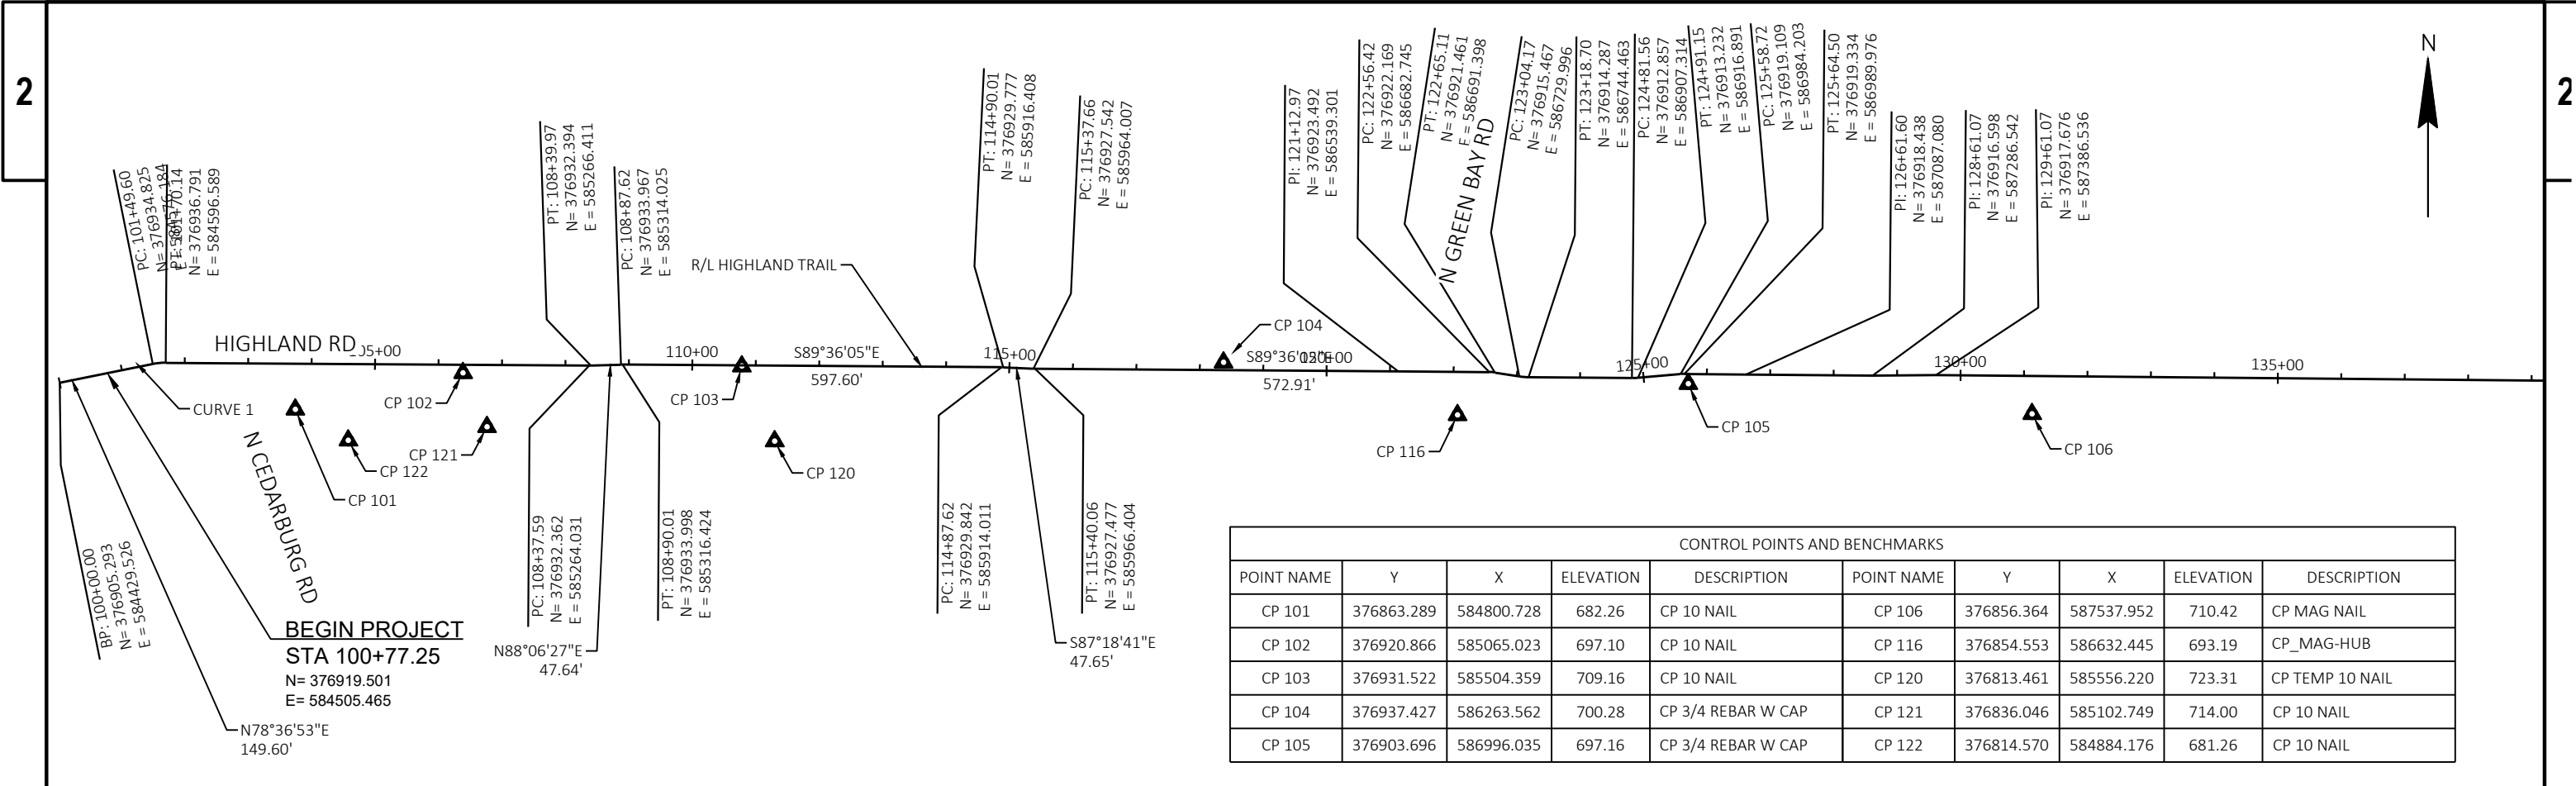 2
2
N
PC: 101+49.60
N= 376934.825
E = 584576.184
PT: 101+70.14
N= 376936.791
E = 584596.589
PT: 108+39.97
N= 376932.394
E = 585266.411
PC: 108+87.62
N= 376933.967
E = 585314.025
R/L HIGHLAND TRAIL
PT: 114+90.01
N= 376929.777
E = 585916.408
PC: 115+37.66
N= 376927.542
E = 585964.007
PI: 121+12.97
N= 376923.492
E = 586539.301
PC: 122+56.42
N= 376922.169
E = 586682.745
PT: 122+65.11
N= 376921.461
E = 586691.398
N GREEN BAY RD
PC: 123+04.17
N= 376915.467
E = 586729.996
PT: 123+18.70
N= 376914.287
E = 586744.463
PC: 124+81.56
N= 376912.857
E = 586907.314
PT: 124+91.15
N= 376913.232
E = 586916.891
PC: 125+58.72
N= 376919.109
E = 586984.203
PT: 125+64.50
N= 376919.334
E = 586989.976
PI: 126+61.60
N= 376918.438
E = 587087.080
PI: 128+61.07
N= 376916.598
E = 587286.542
PI: 129+61.07
N= 376917.676
E = 587386.536
HIGHLAND RD
105+00
110+00
S89°36'05"E
597.60'
115+00
S89°36'05"E
572.91'
120+00
125+00
130+00
135+00
CURVE 1
CP 102
CP 103
CP 104
CP 121
CP 122
CP 101
CP 120
CP 116
CP 105
CP 106
N CEDARBURG RD
BP: 100+00.00
N= 376905.293
E = 584429.526
BEGIN PROJECT
STA 100+77.25
N= 376919.501
E= 584505.465
N78°36'53"E
149.60'
PC: 108+37.59
N= 376932.362
E = 585264.031
N88°06'27"E
47.64'
PT: 108+90.01
N= 376933.998
E = 585316.424
PC: 114+87.62
N= 376929.842
E = 585914.011
PT: 115+40.06
N= 376927.477
E = 585966.404
S87°18'41"E
47.65'
CONTROL POINTS AND BENCHMARKS
POINT NAME Y X ELEVATION DESCRIPTION POINT NAME Y X ELEVATION DESCRIPTION
CP 101 376863.289 584800.728 682.26 CP 10 NAIL CP 106 376856.364 587537.952 710.42 CP MAG NAIL
CP 102 376920.866 585065.023 697.10 CP 10 NAIL CP 116 376854.553 586632.445 693.19 CP_MAG-HUB
CP 103 376931.522 585504.359 709.16 CP 10 NAIL CP 120 376813.461 585556.220 723.31 CP TEMP 10 NAIL
CP 104 376937.427 586263.562 700.28 CP 3/4 REBAR W CAP CP 121 376836.046 585102.749 714.00 CP 10 NAIL
CP 105 376903.696 586996.035 697.16 CP 3/4 REBAR W CAP CP 122 376814.570 584884.176 681.26 CP 10 NAIL